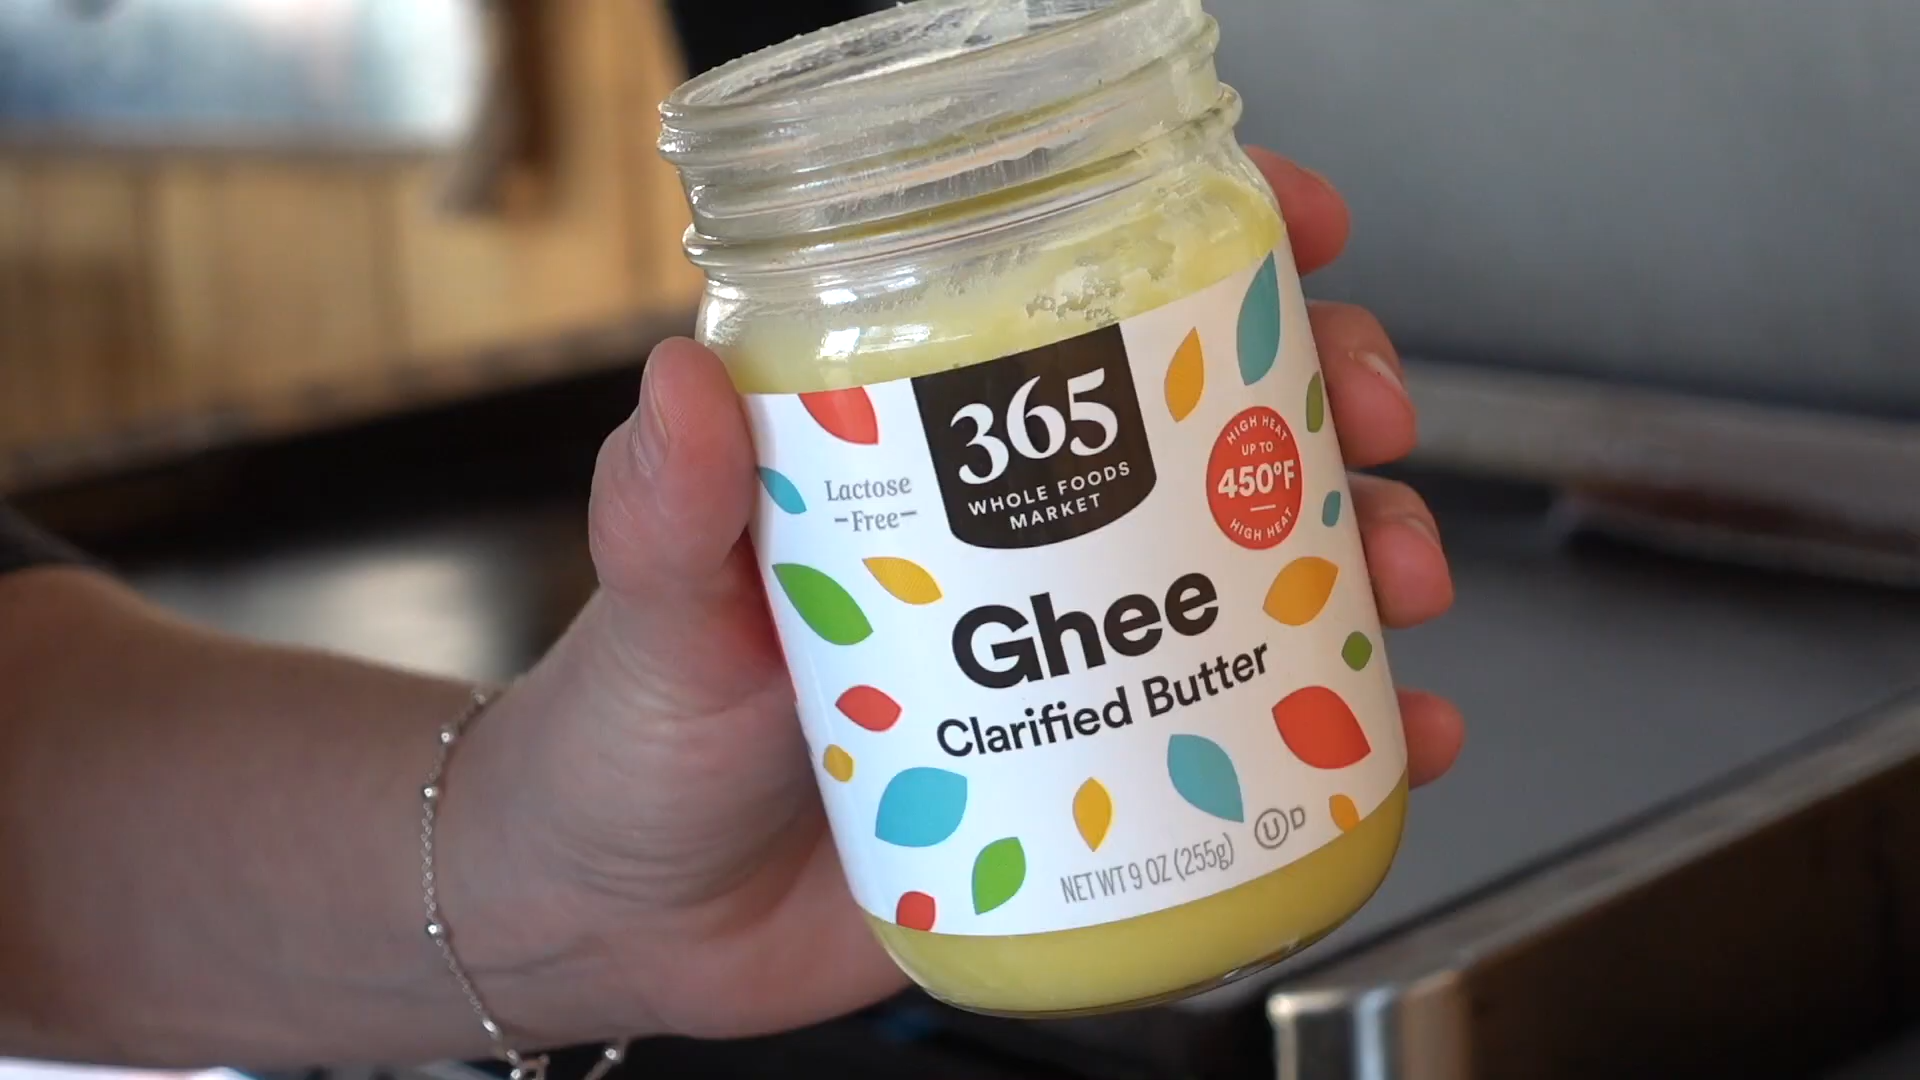 365
WHOLE FOODS
MARKET
Lactose
-Free-
HIGH HEAT
UP TO
450°F
HIGH HEAT
Ghee
Clarified Butter
NET WT 9 OZ (255g)
U D